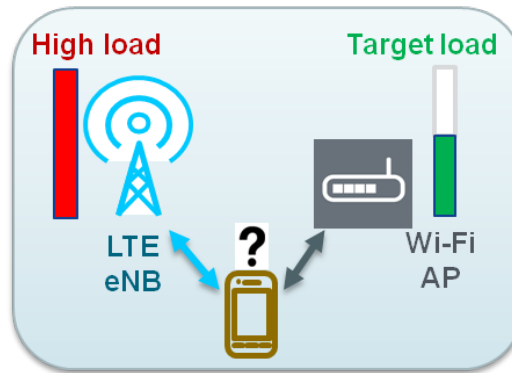 High load
Target load
?
LTE
eNB
Wi-Fi
AP